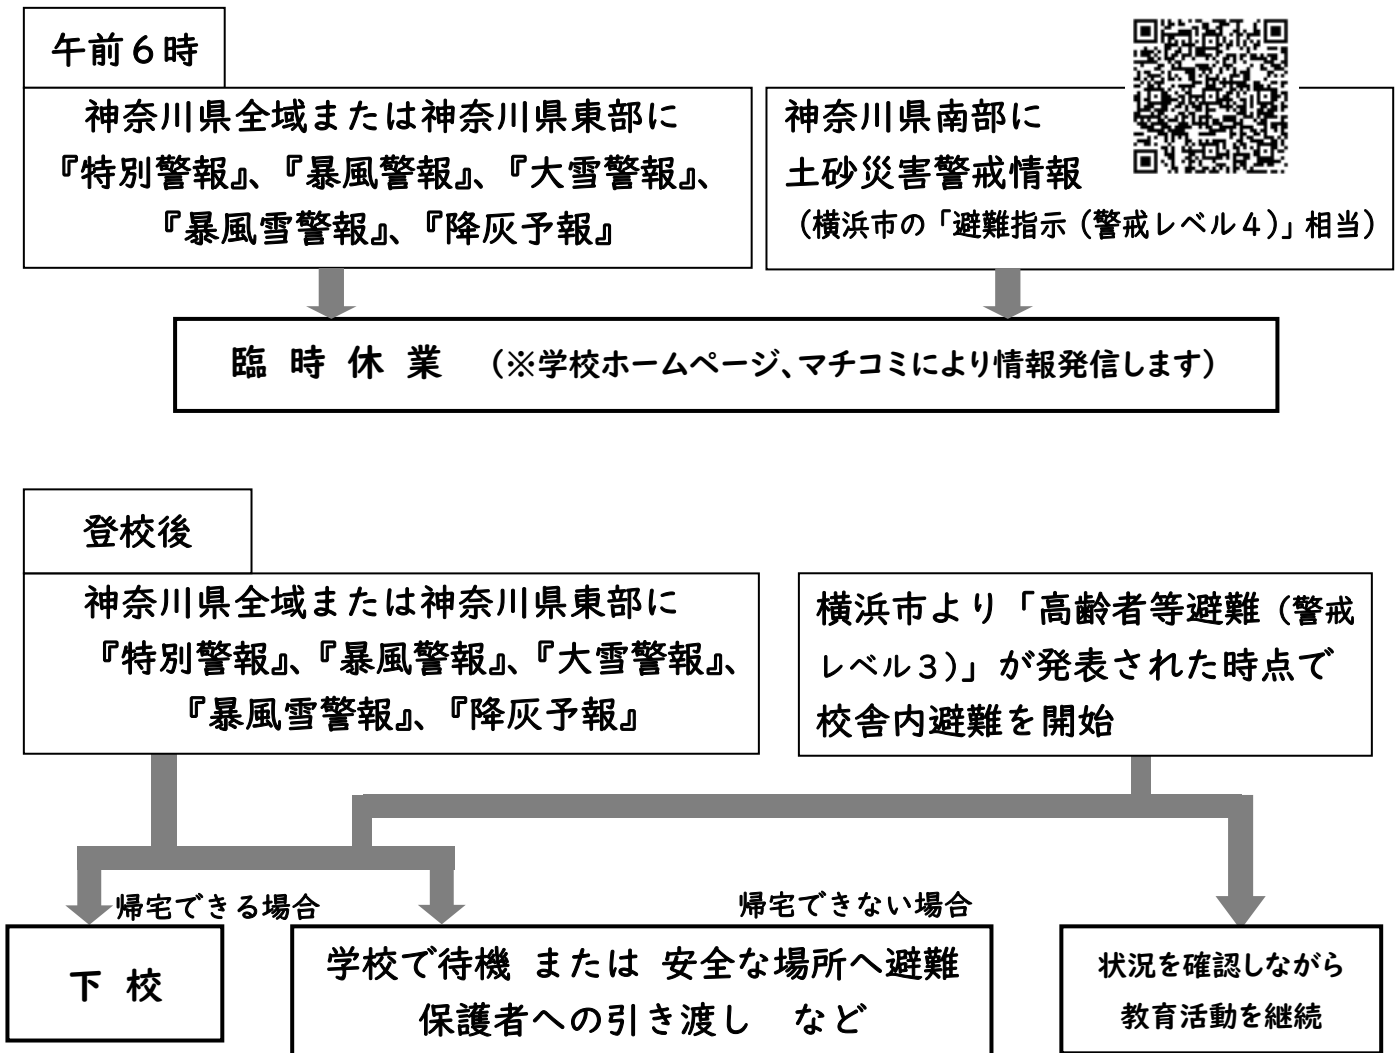 午前６時
神奈川県全域または神奈川県東部に
『特別警報』、『暴風警報』、『大雪警報』、
『暴風雪警報』、『降灰予報』
神奈川県南部に
土砂災害警戒情報
（横浜市の「避難指示（警戒レベル４）」相当）
臨 時 休 業　（※学校ホームページ、マチコミにより情報発信します）
登校後
神奈川県全域または神奈川県東部に
『特別警報』、『暴風警報』、『大雪警報』、
『暴風雪警報』、『降灰予報』
横浜市より「高齢者等避難（警戒
レベル３）」が発表された時点で
校舎内避難を開始
帰宅できる場合
帰宅できない場合
下 校
学校で待機 または 安全な場所へ避難
保護者への引き渡し　など
状況を確認しながら
教育活動を継続